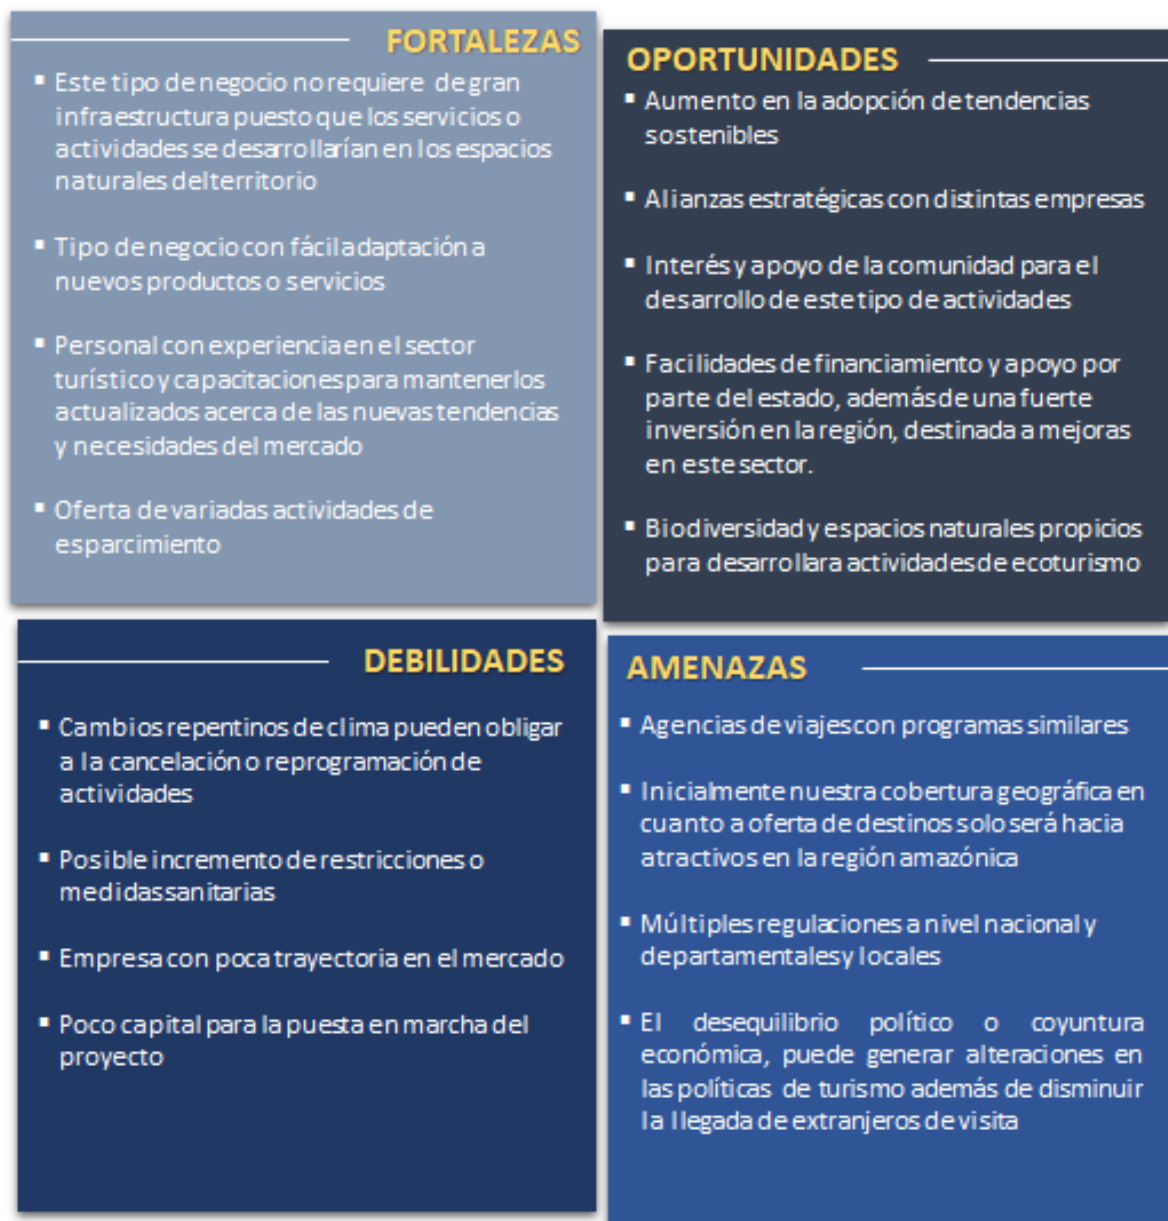 FORTALEZAS
▪ Este tipo de negocio no requiere de gran
infraestructura puesto que los servicios o
actividades se desarrollarían en los espacios
naturales del territorio
▪ Tipo de negocio con fácil adaptación a
nuevos productos o servicios
▪ Personal con experiencia en el sector
turístico y capacitaciones para mantenerlos
actualizados acerca de las nuevas tendencias
y necesidades del mercado
▪ Oferta de variadas actividades de
esparcimiento
OPORTUNIDADES
▪ Aumento en la adopción de tendencias
sostenibles
▪ Alianzas estratégicas con distintas empresas
▪ Interés y apoyo de la comunidad para el
desarrollo de este tipo de actividades
▪ Facilidades de financiamiento y apoyo por
parte del estado, además de una fuerte
inversión en la región, destinada a mejoras
en este sector.
▪ Biodiversidad y espacios naturales propicios
para desarrollara actividades de ecoturismo
DEBILIDADES
▪ Cambios repentinos de clima pueden obligar
a la cancelación o reprogramación de
actividades
▪ Posible incremento de restricciones o
medidas sanitarias
▪ Empresa con poca trayectoria en el mercado
▪ Poco capital para la puesta en marcha del
proyecto
AMENAZAS
▪ Agencias de viajes con programas similares
▪ Inicialmente nuestra cobertura geográfica en
cuanto a oferta de destinos solo será hacia
atractivos en la región amazónica
▪ Múltiples regulaciones a nivel nacional y
departamentales y locales
▪ El desequilibrio político o coyuntura
económica, puede generar alteraciones en
las políticas de turismo además de disminuir
la llegada de extranjeros de visita